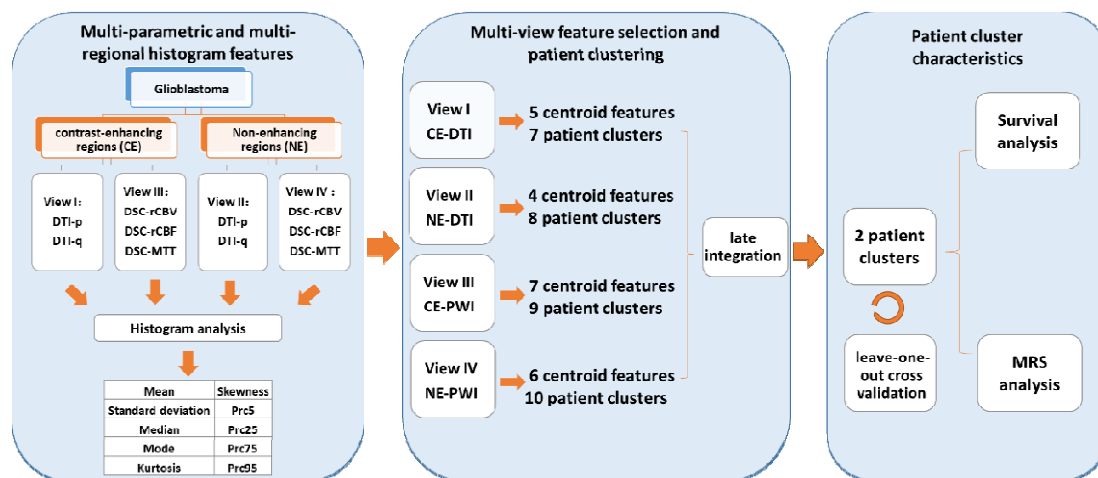 Multi-parametric and multi-
regional histogram features
Glioblastoma
contrast-enhancing
regions (CE)
Non-enhancing
regions (NE)
View I:
DTI-p
DTI-q
View III:
DSC-rCBV
DSC-rCBF
DSC-MTT
View II:
DTI-p
DTI-q
View IV :
DSC-rCBV
DSC-rCBF
DSC-MTT
Histogram analysis
Mean Skewness
Standard deviation Prc5
Median Prc25
Mode Prc75
Kurtosis Prc95
Multi-view feature selection and
patient clustering
View I
CE-DTI
5 centroid features
7 patient clusters
View II
NE-DTI
4 centroid features
8 patient clusters
View III
CE-PWI
7 centroid features
9 patient clusters
View IV
NE-PWI
6 centroid features
10 patient clusters
late
integration
Patient cluster
characteristics
Survival
analysis
2 patient
clusters
leave-one-
out cross
validation
MRS
analysis